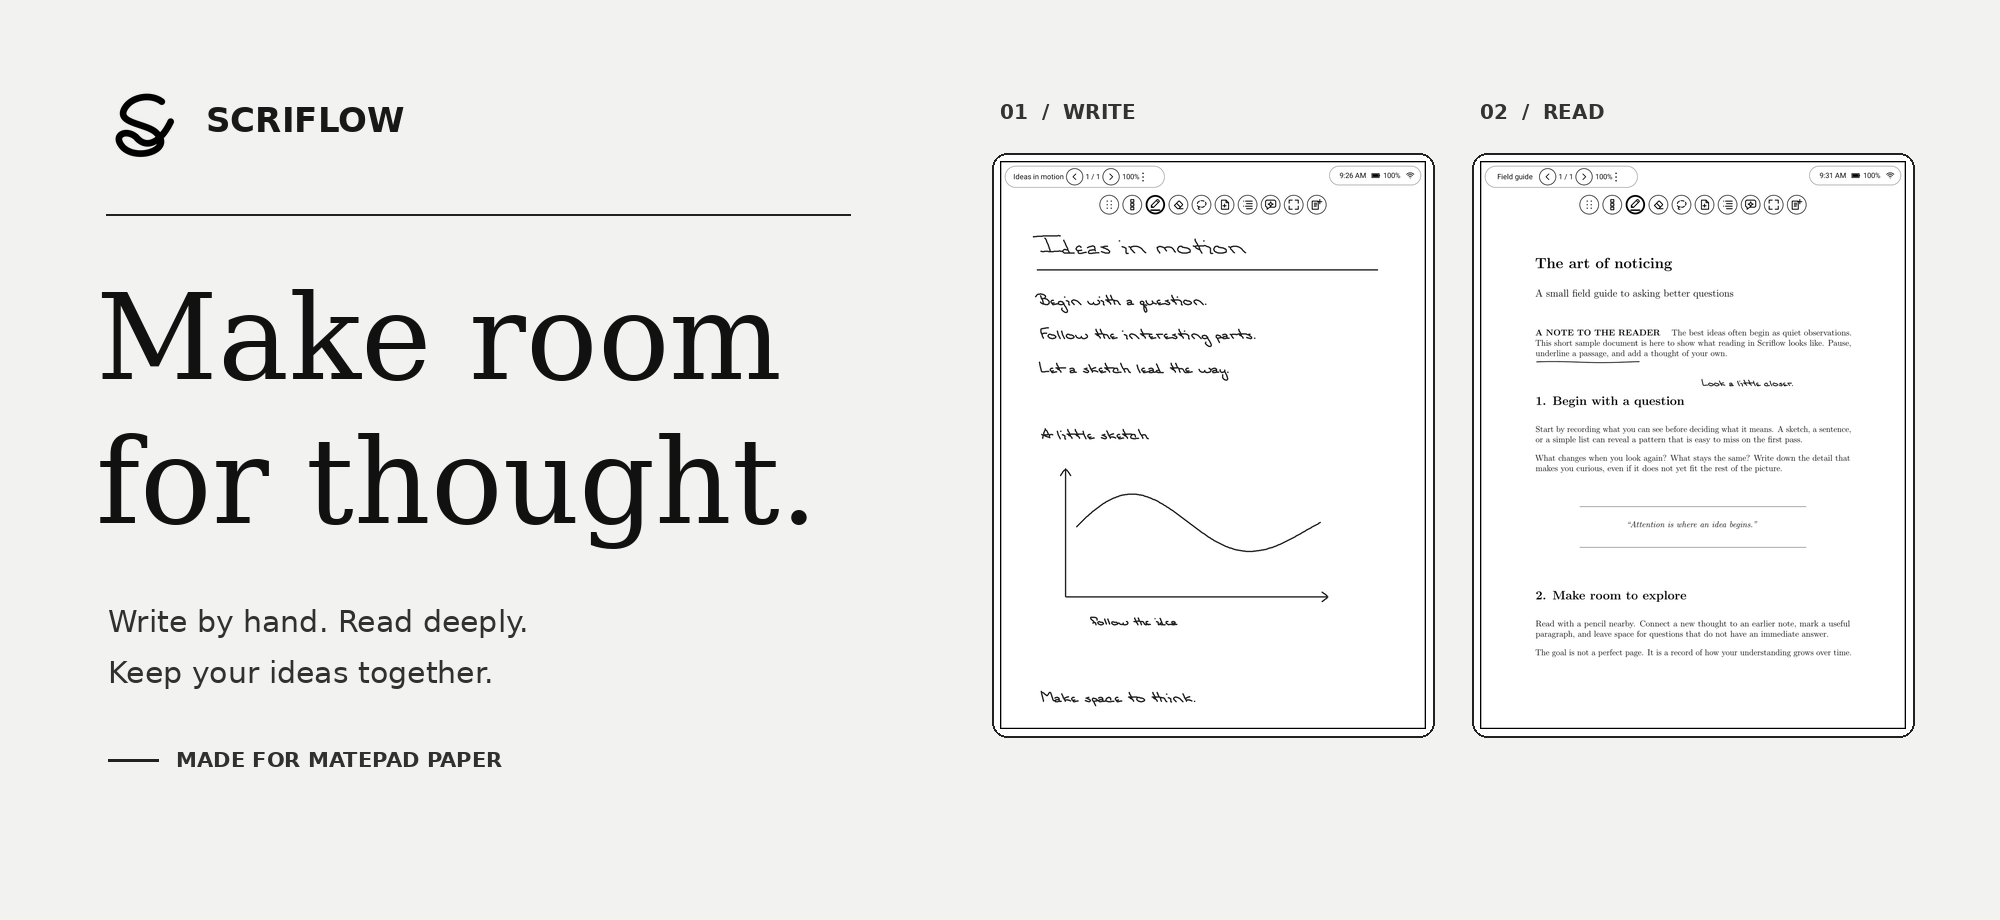 SCRIFLOW
Make room
for thought.
Write by hand. Read deeply.
Keep your ideas together.
MADE FOR MATEPAD PAPER
01 / WRITE
Ideas in motion 1 / 1 100%
9:26 AM 100%
Ideas in motion
Begin with a question.
Follow the interesting parts.
Let a sketch lead the way.
A little sketch
Follow the idea
Make space to think.
02 / READ
Field guide 1 / 1 100%
9:31 AM 100%
The art of noticing
A small field guide to asking better questions
A NOTE TO THE READER The best ideas often begin as quiet observations.
This short sample document is here to show what reading in Scriflow looks like. Pause,
underline a passage, and add a thought of your own.
Look a little closer.
1. Begin with a question
Start by recording what you can see before deciding what it means. A sketch, a sentence,
or a simple list can reveal a pattern that is easy to miss on the first pass.
What changes when you look again? What stays the same? Write down the detail that
makes you curious, even if it does not yet fit the rest of the picture.
“Attention is where an idea begins.”
2. Make room to explore
Read with a pencil nearby. Connect a new thought to an earlier note, mark a useful
paragraph, and leave space for questions that do not have an immediate answer.
The goal is not a perfect page. It is a record of how your understanding grows over time.